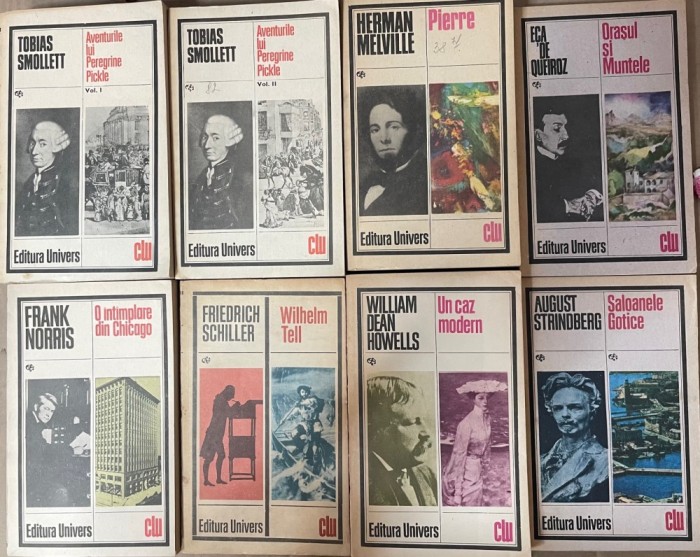 TOBIAS
SMOLLETT
Aventurile
lui
Peregrine
Pickle
Vol. I
Editura Univers
clu
TOBIAS
SMOLLETT
Aventurile
lui
Peregrine
Pickle
Vol. II
82
Editura Univers
clu
HERMAN
MELVILLE
Pierre
Editura Univers
clu
EÇA
DE
QUEIROZ
Orașul
și
Muntele
Editura Univers
clu
FRANK
NORRIS
O întîmplare
din Chicago
Editura Univers
clu
FRIEDRICH
SCHILLER
Wilhelm
Tell
Editura Univers
clu
WILLIAM
DEAN
HOWELLS
Un caz
modern
Editura Univers
clu
AUGUST
STRINDBERG
Saloanele
Gotice
Editura Univers
clu